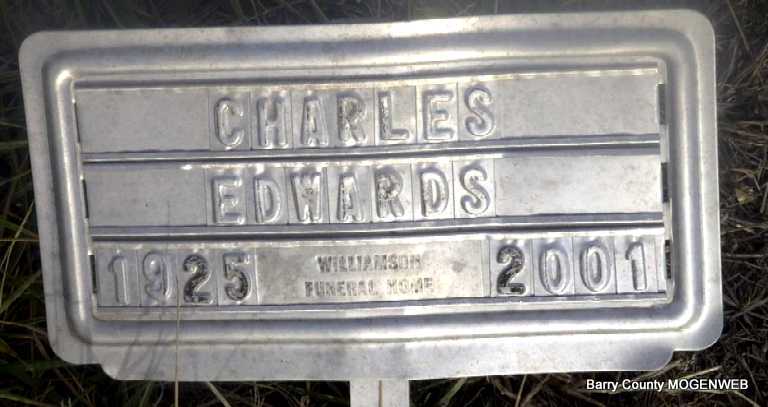 CHARLES
EDWARDS
1925 WILLIAMSON 2001
FUNERAL HOME
Barry County MOGENWEB